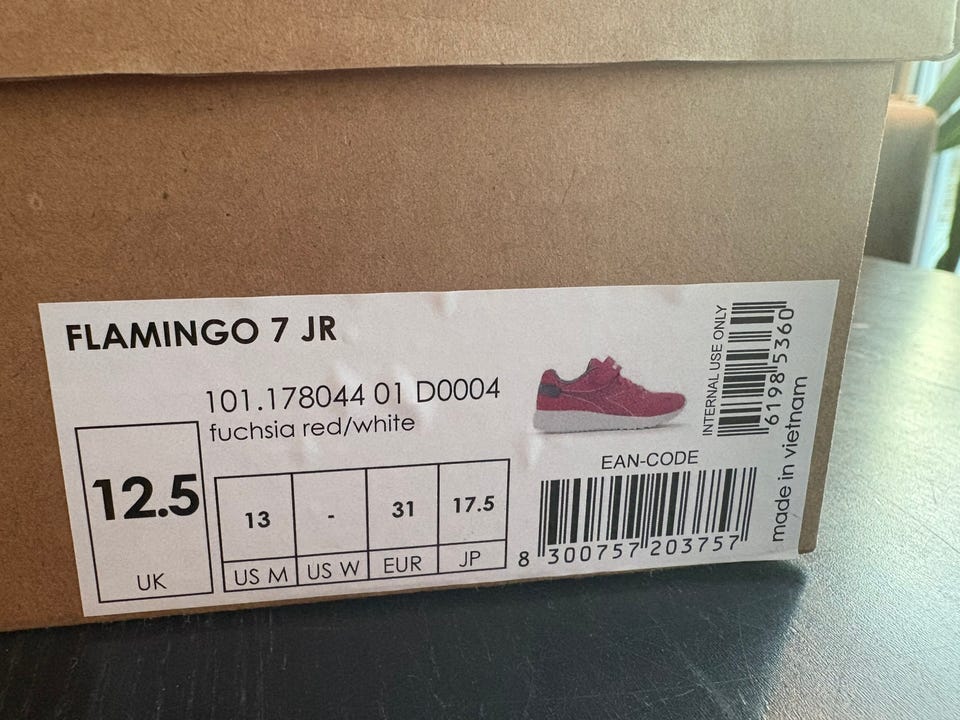 FLAMINGO 7 JR
101.178044 01 D0004
fuchsia red/white
12.5
UK
13 - 31 17.5
US M US W EUR JP
EAN-CODE
8 300757 203757
INTERNAL USE ONLY
61985360
made in vietnam